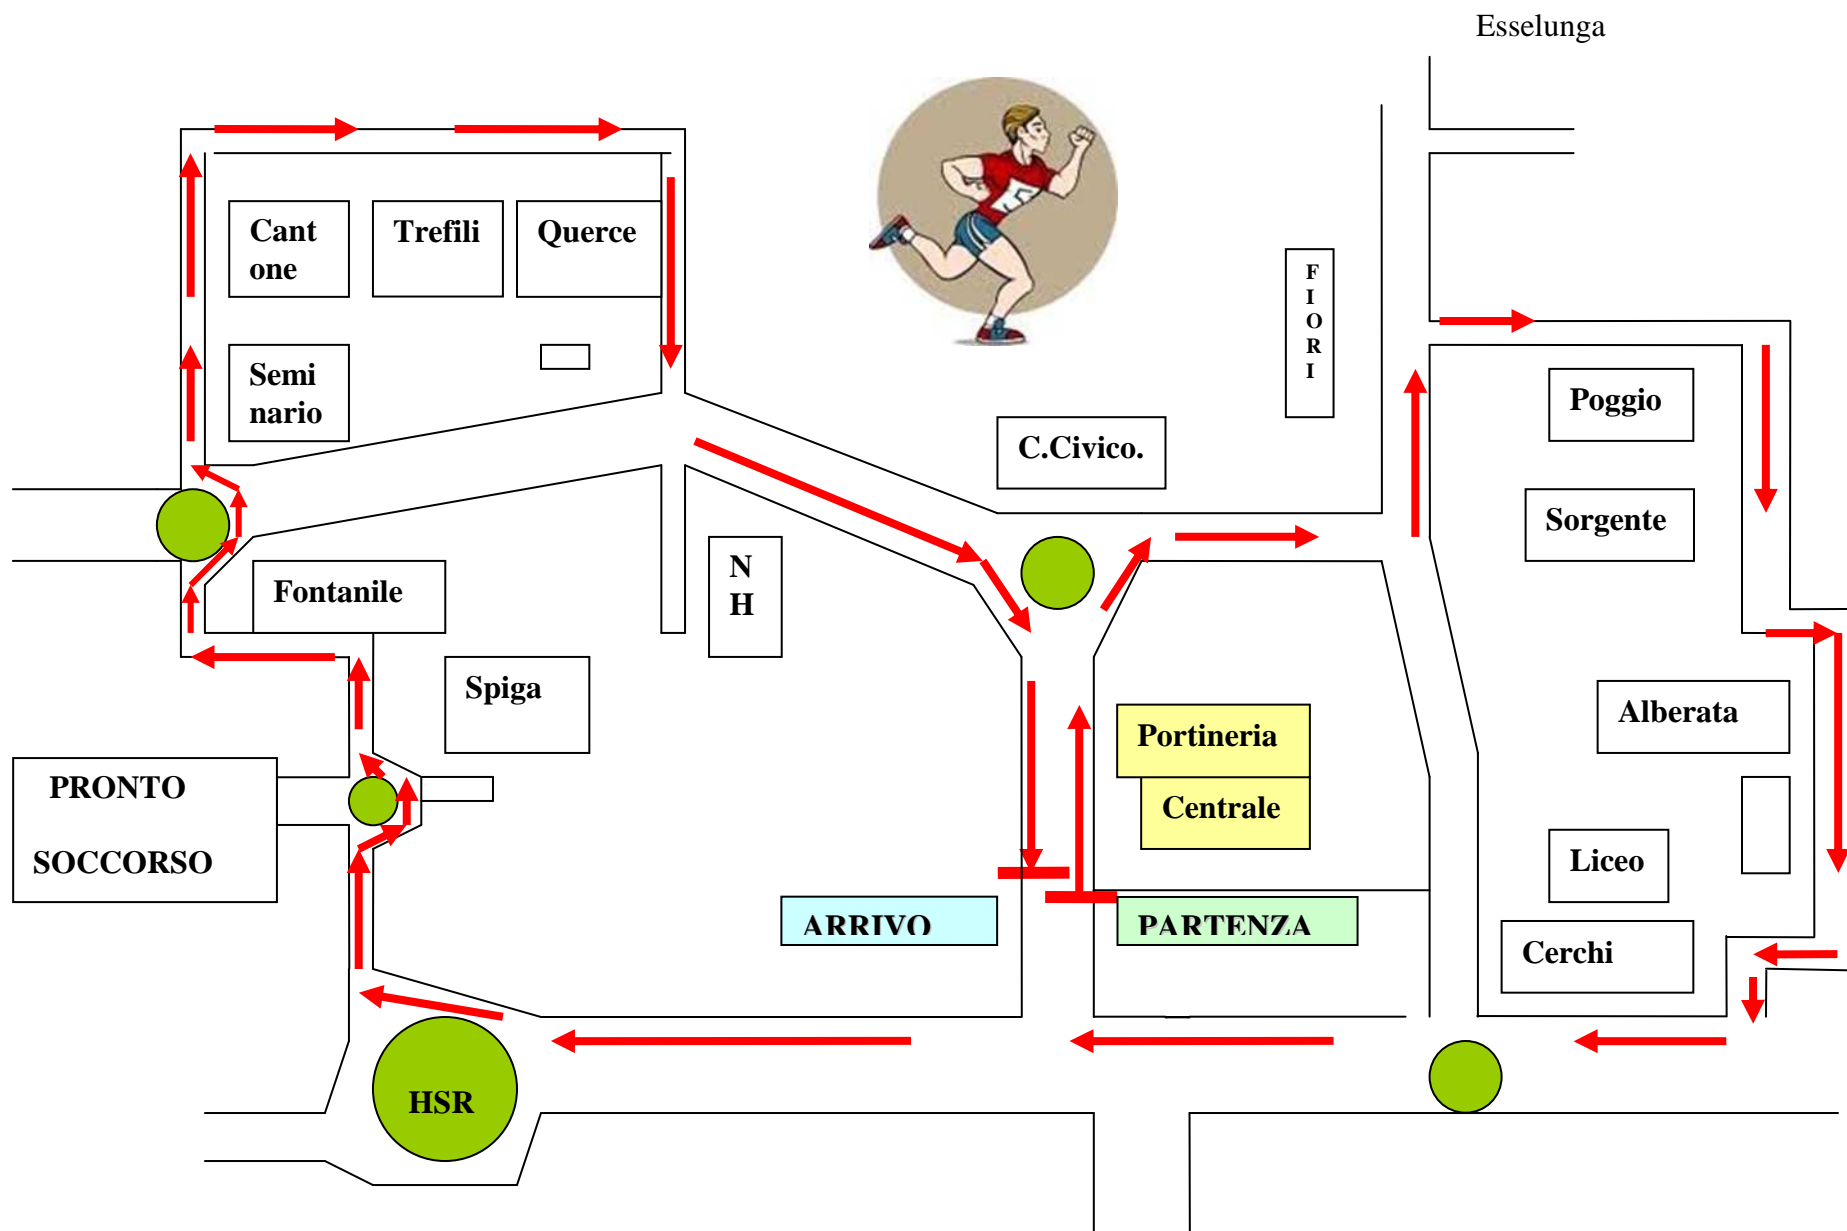 Esselunga
Cant
one
Trefili
Querce
F
I
O
R
I
Semi
nario
Poggio
C.Civico.
Sorgente
N
H
Fontanile
Spiga
Alberata
Portineria
Centrale
PRONTO
SOCCORSO
Liceo
ARRIVO
PARTENZA
Cerchi
HSR